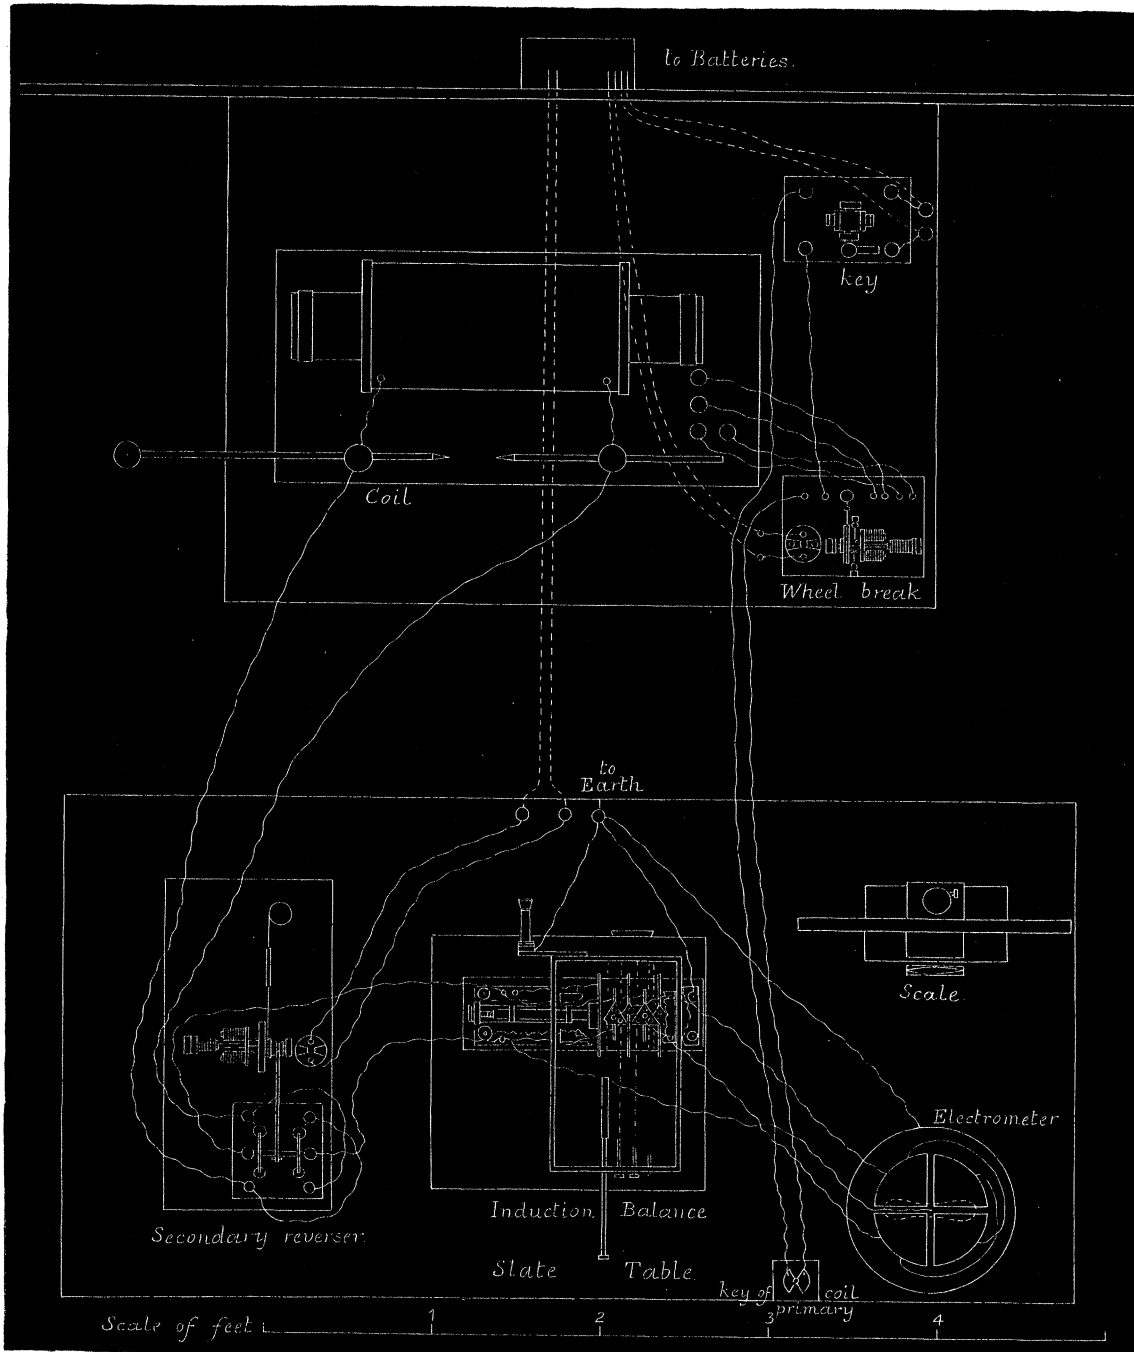 to Batteries.
key
Coil
Wheel break
to
Earth
Scale.
Electrometer
Induction Balance
Secondary reverser.
Slate Table.
key of coil
primary
Scale of feet
1 2 3 4